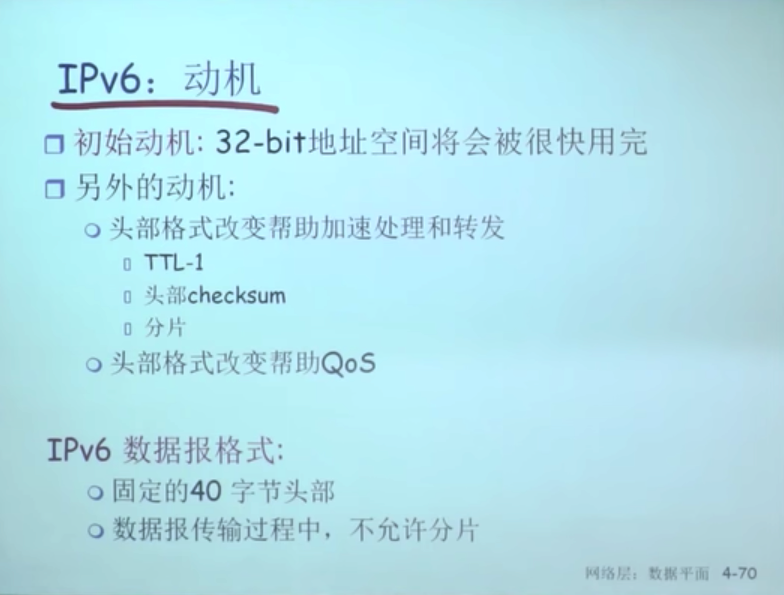 IPv6：动机
初始动机: 32-bit地址空间将会被很快用完
另外的动机:
头部格式改变帮助加速处理和转发
TTL-1
头部checksum
分片
头部格式改变帮助QoS
IPv6 数据报格式:
固定的40 字节头部
数据报传输过程中，不允许分片
网络层：数据平面 4-70